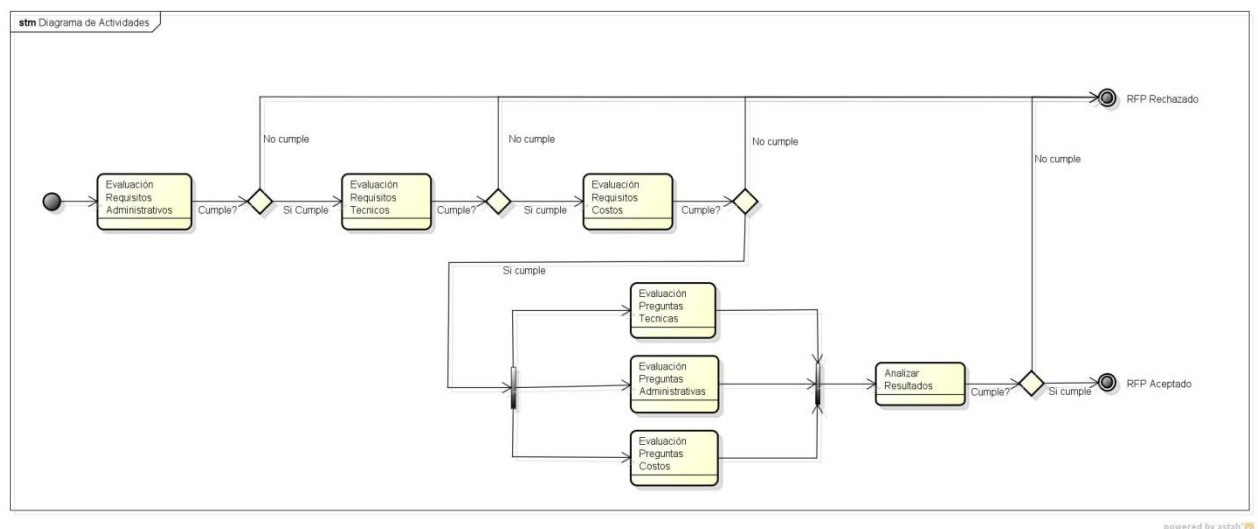 stm Diagrama de Actividades
RFP Rechazado
No cumple
No cumple
No cumple
No cumple
Evaluación
Requisitos
Administrativos
Cumple?
Si Cumple
Evaluación
Requisitos
Tecnicos
Cumple?
Si cumple
Evaluación
Requisitos
Costos
Cumple?
Si cumple
Evaluación
Preguntas
Tecnicas
Evaluación
Preguntas
Administrativas
Evaluación
Preguntas
Costos
Analizar
Resultados
Cumple?
Si cumple
RFP Aceptado
powered by astah